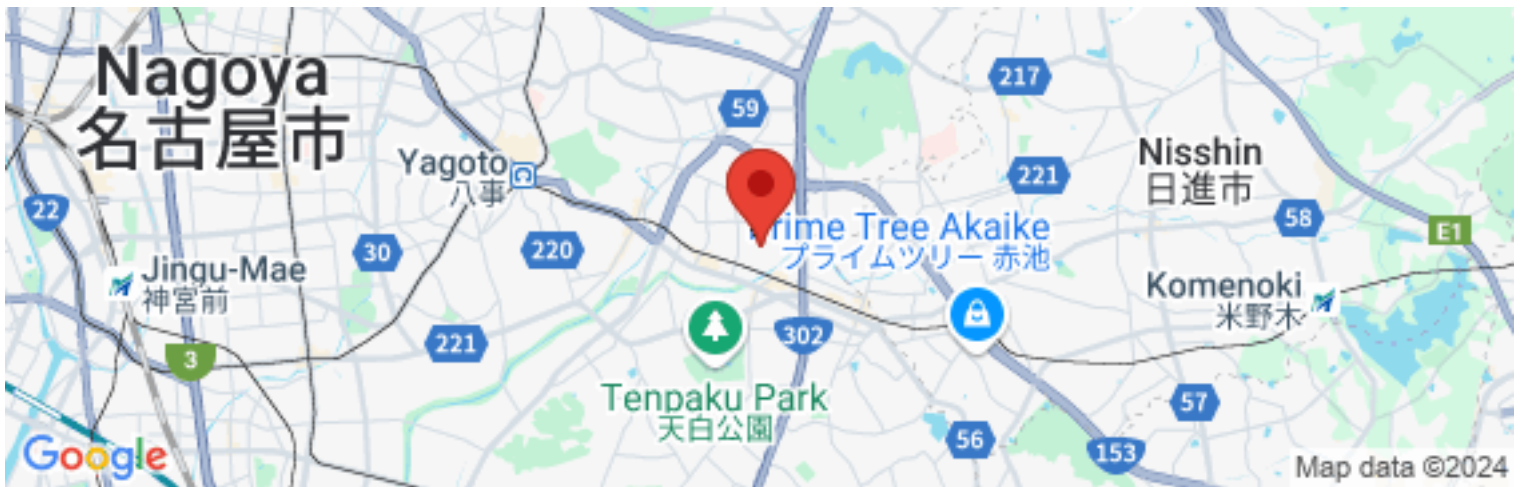 Nagoya
名古屋市
59
217
Yagoto
八事
221
Nisshin
日進市
22
58
E1
30
220
Prime Tree Akaike
プライムツリー 赤池
Jingu-Mae
神宮前
Komenoki
米野木
3
221
302
Tenpaku Park
天白公園
57
56
153
Google
Map data ©2024